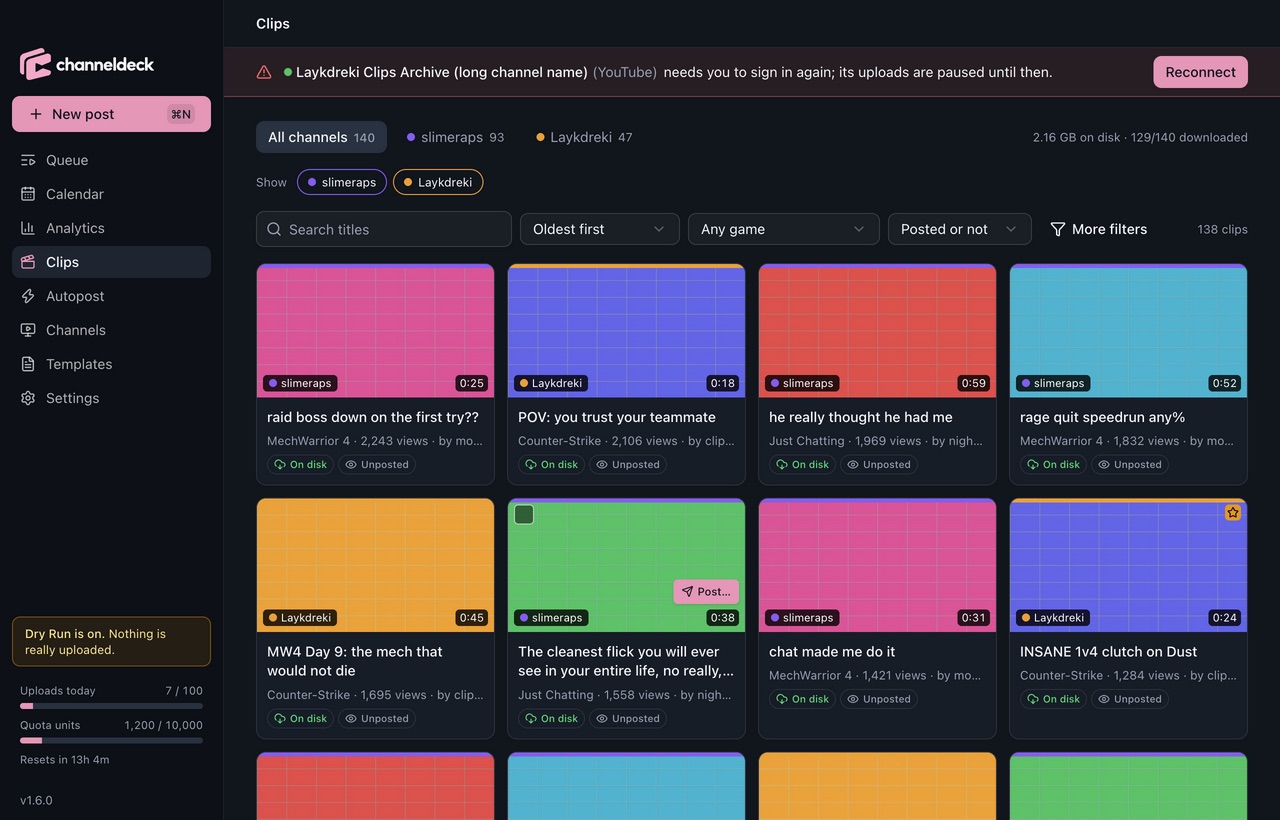 Clips
channeldeck
Laykdreki Clips Archive (long channel name) (YouTube) needs you to sign in again; its uploads are paused until then.
Reconnect
New post ⌘N
Queue
Calendar
Analytics
Clips
Autopost
Channels
Templates
Settings
Dry Run is on. Nothing is
really uploaded.
Uploads today 7 / 100
Quota units 1,200 / 10,000
Resets in 13h 4m
v1.6.0
All channels 140 slimeraps 93 Laykdreki 47
2.16 GB on disk · 129/140 downloaded
Show slimeraps Laykdreki
Search titles Oldest first Any game Posted or not More filters 138 clips
slimeraps 0:25
raid boss down on the first try??
MechWarrior 4 · 2,243 views · by mo...
On disk Unposted
Laykdreki 0:18
POV: you trust your teammate
Counter-Strike · 2,106 views · by clip...
On disk Unposted
slimeraps 0:59
he really thought he had me
Just Chatting · 1,969 views · by nigh...
On disk Unposted
slimeraps 0:52
rage quit speedrun any%
MechWarrior 4 · 1,832 views · by mo...
On disk Unposted
Laykdreki 0:45
MW4 Day 9: the mech that
would not die
Counter-Strike · 1,695 views · by clip...
On disk Unposted
Post...
slimeraps 0:38
The cleanest flick you will ever
see in your entire life, no really,...
Just Chatting · 1,558 views · by nigh...
On disk Unposted
slimeraps 0:31
chat made me do it
MechWarrior 4 · 1,421 views · by mo...
On disk Unposted
Laykdreki 0:24
INSANE 1v4 clutch on Dust
Counter-Strike · 1,284 views · by clip...
On disk Unposted